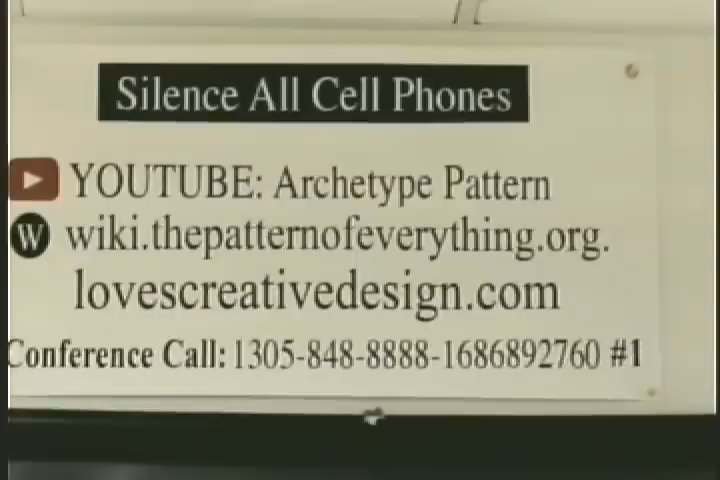 Silence All Cell Phones
YOUTUBE: Archetype Pattern
W wiki.thepatternofeverything.org.
lovescreativedesign.com
Conference Call: 1305-848-8888-1686892760 #1